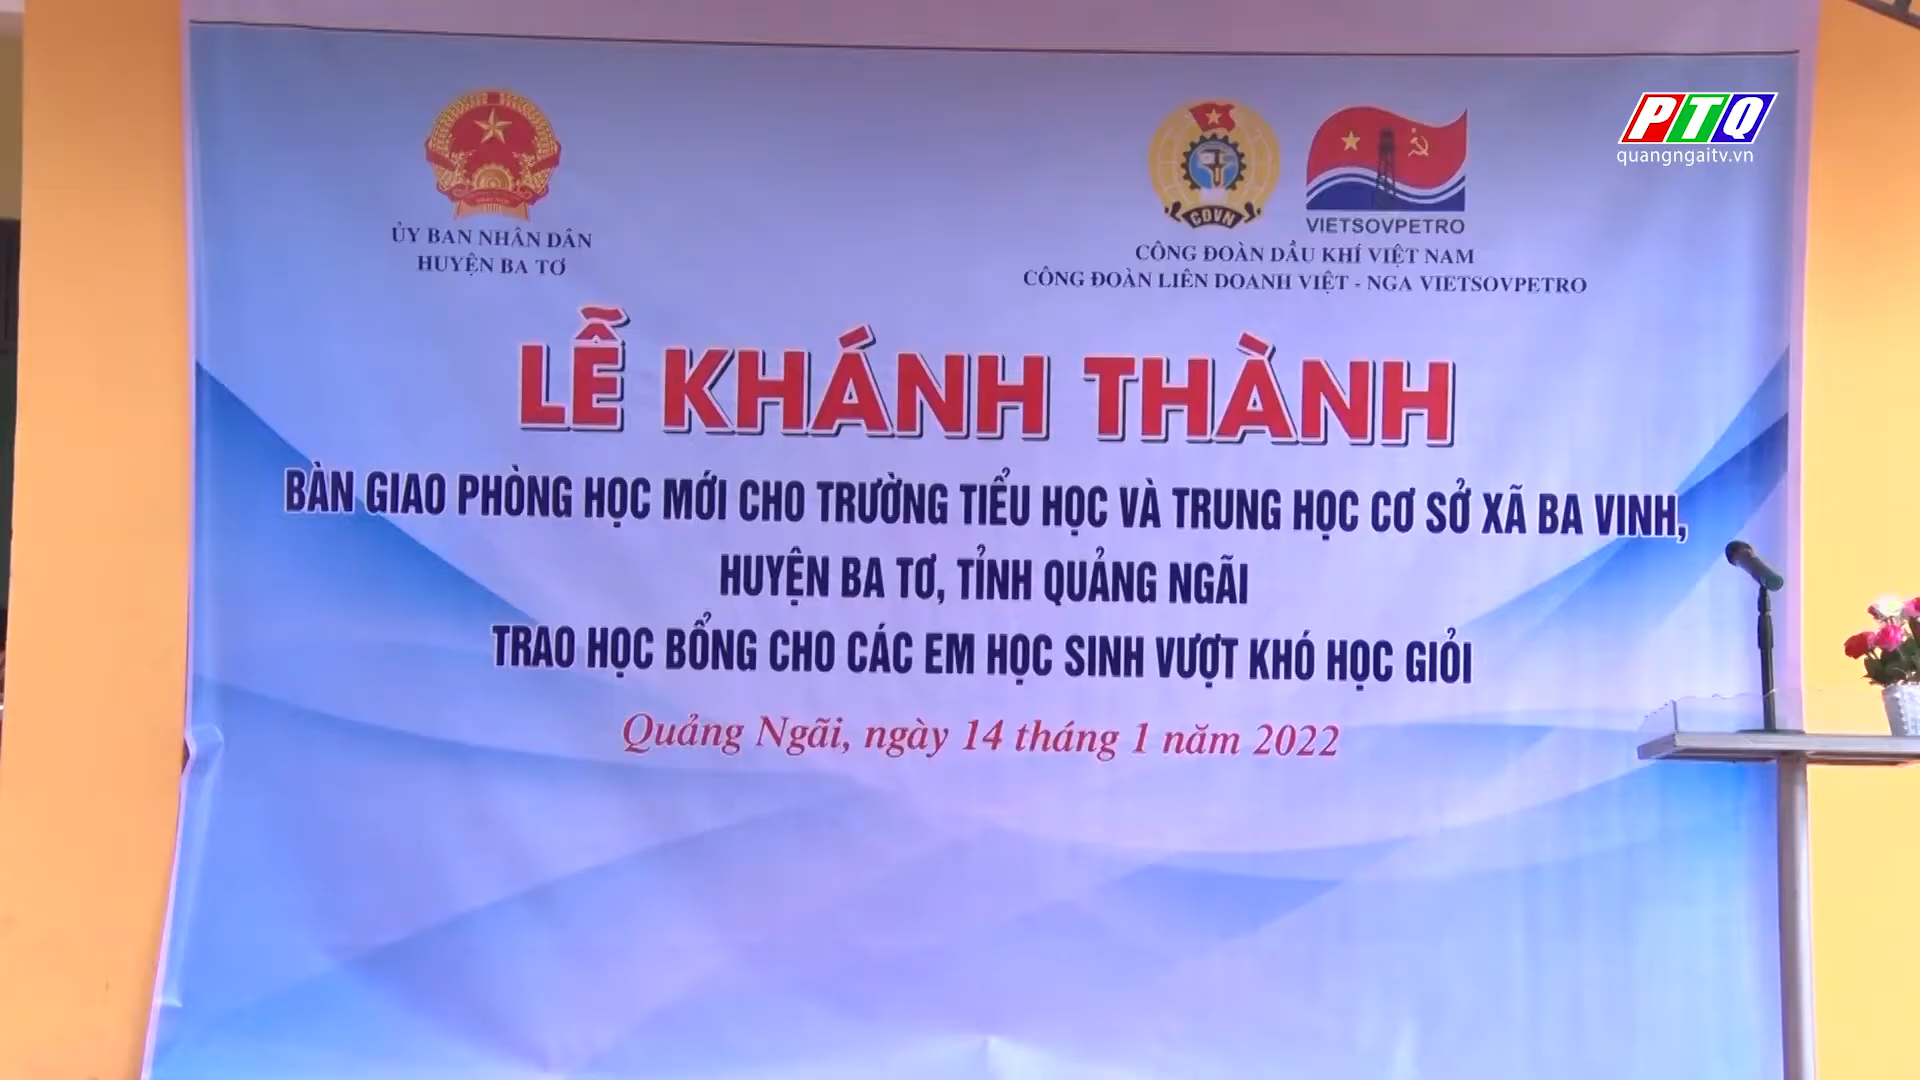 PTQ
quangngaitv.vn
ỦY BAN NHÂN DÂN
HUYỆN BA TƠ
CĐVN
VIETSOVPETRO
CÔNG ĐOÀN DẦU KHÍ VIỆT NAM
CÔNG ĐOÀN LIÊN DOANH VIỆT - NGA VIETSOVPETRO
LỄ KHÁNH THÀNH
BÀN GIAO PHÒNG HỌC MỚI CHO TRƯỜNG TIỂU HỌC VÀ TRUNG HỌC CƠ SỞ XÃ BA VINH,
HUYỆN BA TƠ, TỈNH QUẢNG NGÃI
TRAO HỌC BỔNG CHO CÁC EM HỌC SINH VƯỢT KHÓ HỌC GIỎI
Quảng Ngãi, ngày 14 tháng 1 năm 2022